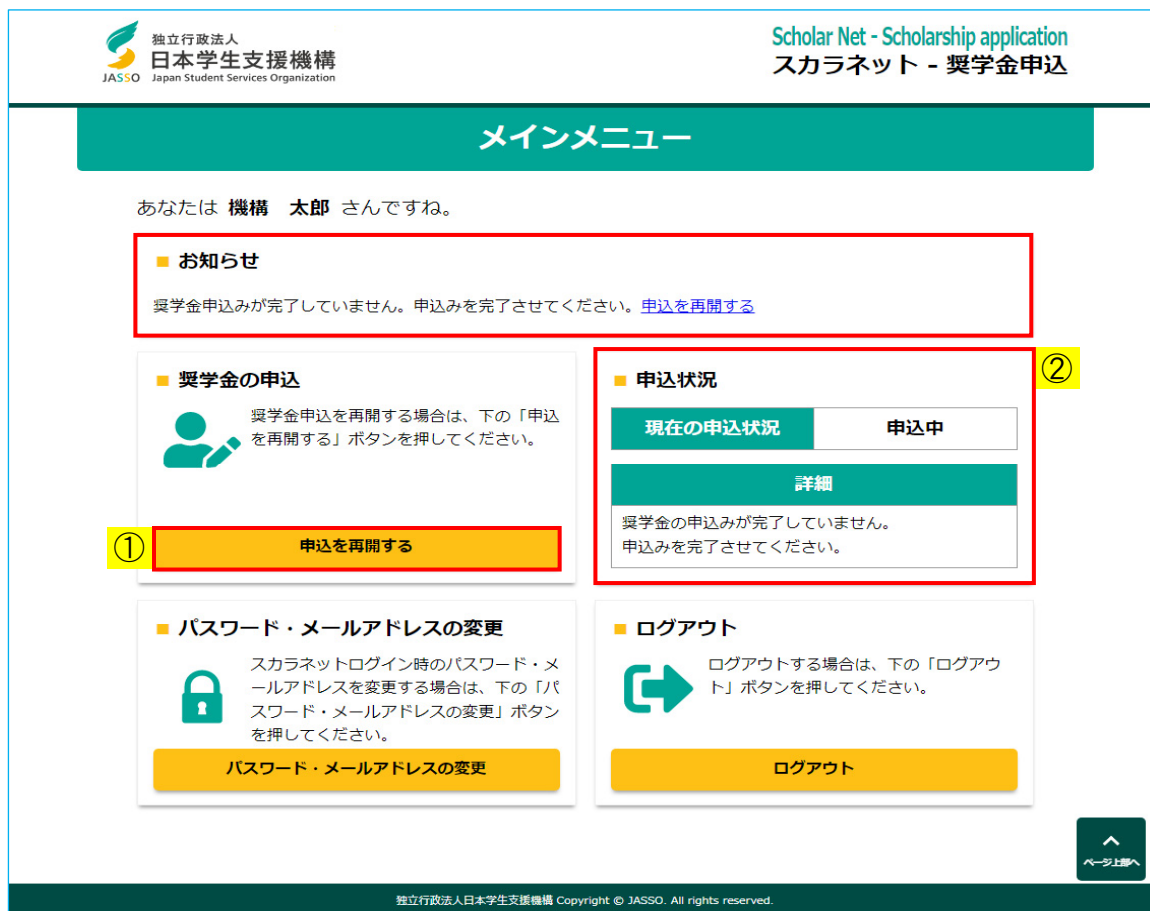 独立行政法人
日本学生支援機構
JASSO Japan Student Services Organization
Scholar Net - Scholarship application
スカラネット - 奨学金申込
メインメニュー
あなたは 機構 太郎 さんですね。
■ お知らせ
奨学金申込みが完了していません。申込みを完了させてください。申込を再開する
■ 奨学金の申込
奨学金申込を再開する場合は、下の「申込
を再開する」ボタンを押してください。
①
申込を再開する
②
■ 申込状況
現在の申込状況 申込中
詳細
奨学金の申込みが完了していません。
申込みを完了させてください。
■ パスワード・メールアドレスの変更
スカラネットログイン時のパスワード・メ
ールアドレスを変更する場合は、下の「パ
スワード・メールアドレスの変更」ボタン
を押してください。
パスワード・メールアドレスの変更
■ ログアウト
ログアウトする場合は、下の「ログアウ
ト」ボタンを押してください。
ログアウト
ページ上部へ
独立行政法人日本学生支援機構 Copyright © JASSO. All rights reserved.